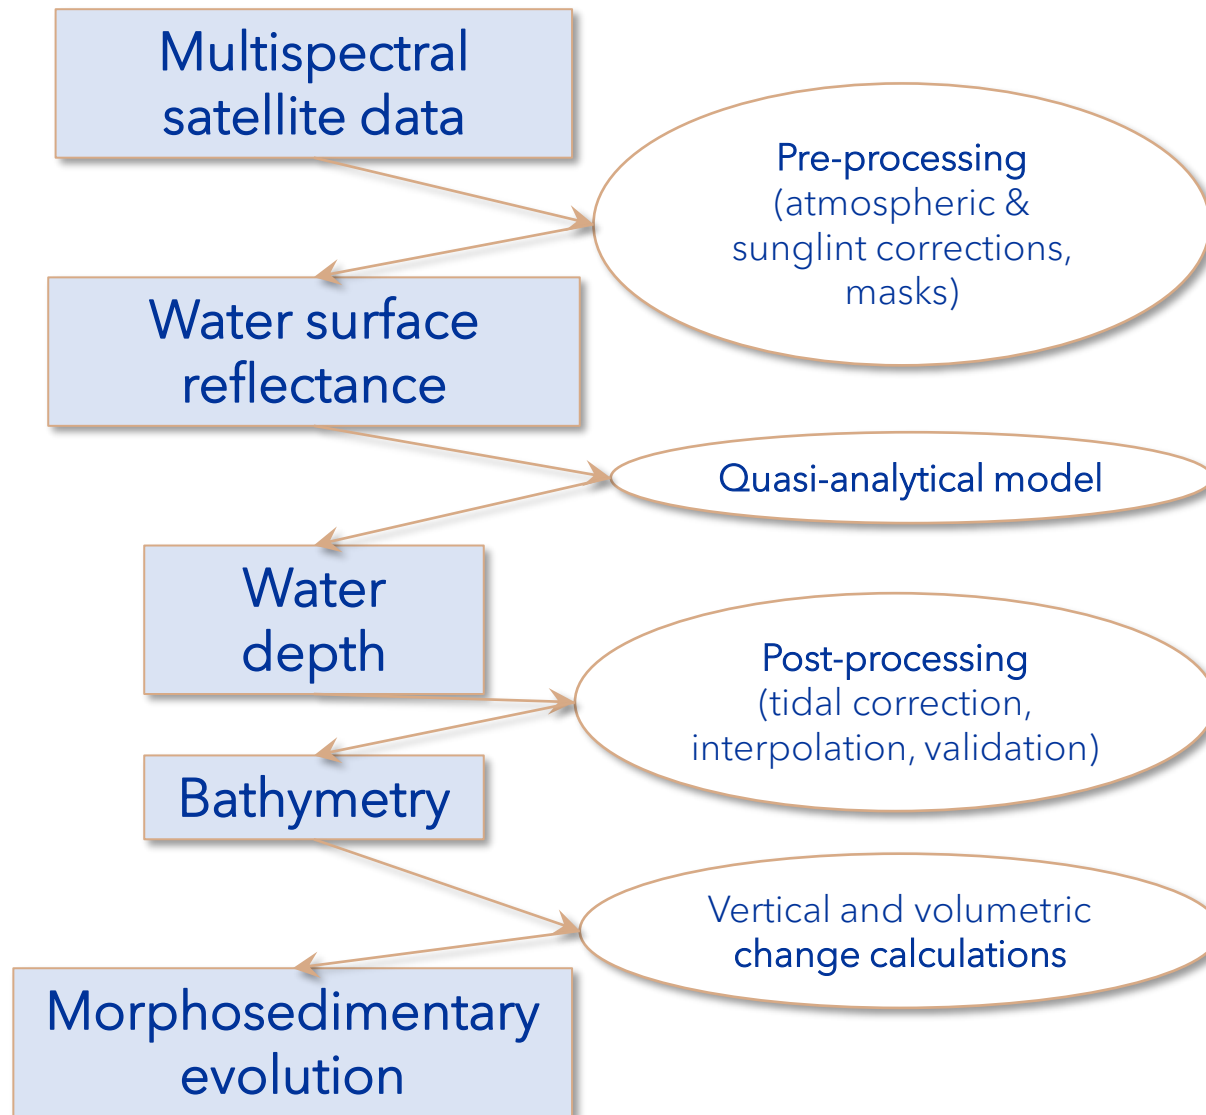 Multispectral
satellite data
Pre-processing
(atmospheric &
sunglint corrections,
masks)
Water surface
reflectance
Quasi-analytical model
Water
depth
Post-processing
(tidal correction,
interpolation, validation)
Bathymetry
Vertical and volumetric
change calculations
Morphosedimentary
evolution